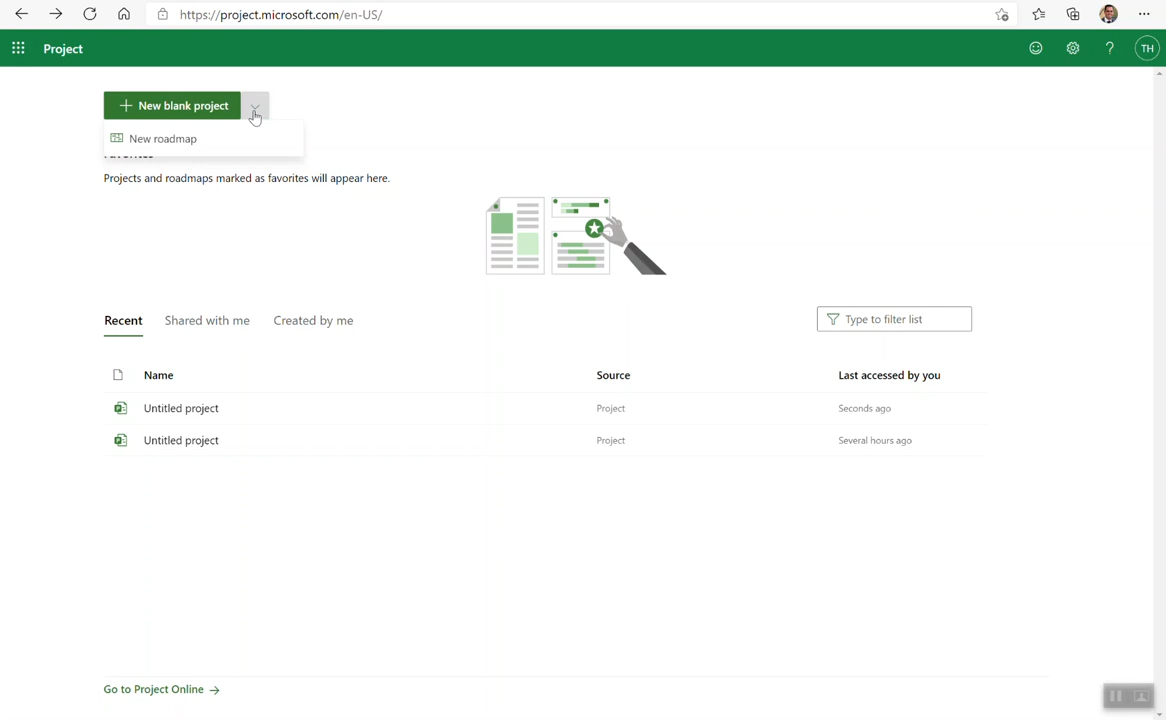 https://project.microsoft.com/en-US/
Project
TH
New blank project
New roadmap
Favorites
Projects and roadmaps marked as favorites will appear here.
Recent Shared with me Created by me
Type to filter list
Name Source Last accessed by you
Untitled project Project Seconds ago
Untitled project Project Several hours ago
Go to Project Online